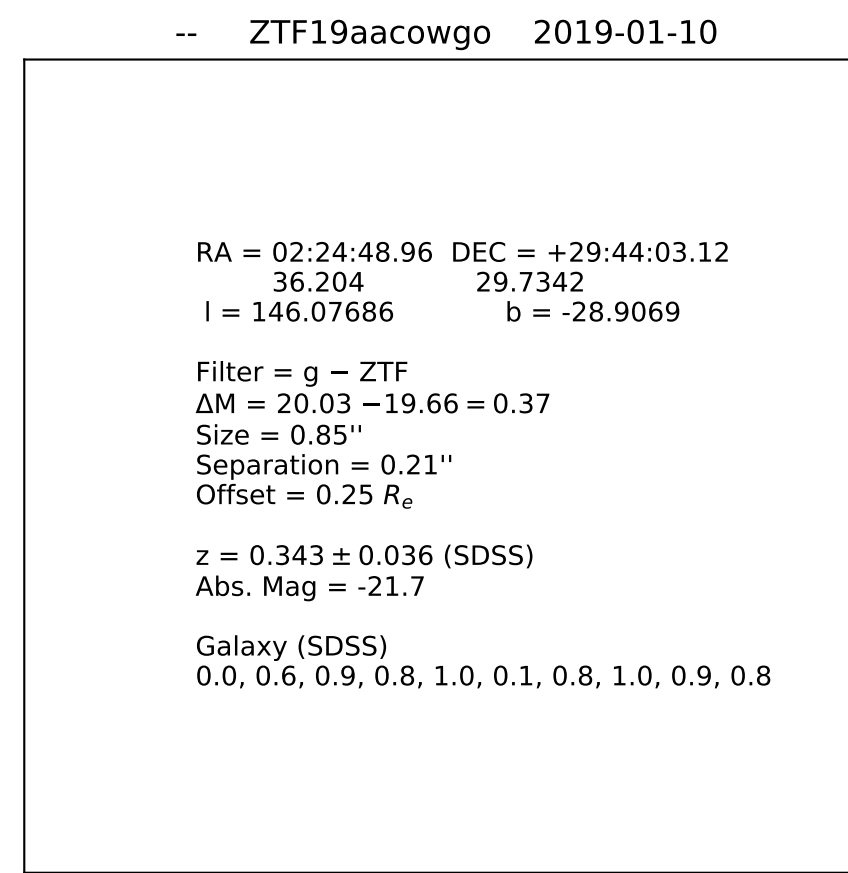 -- ZTF19aacowgo 2019-01-10
RA = 02:24:48.96 DEC = +29:44:03.12
36.204 29.7342
l = 146.07686 b = -28.9069
Filter = g − ZTF
ΔM = 20.03 −19.66 = 0.37
Size = 0.85''
Separation = 0.21''
Offset = 0.25 Re
z = 0.343 ± 0.036 (SDSS)
Abs. Mag = -21.7
Galaxy (SDSS)
0.0, 0.6, 0.9, 0.8, 1.0, 0.1, 0.8, 1.0, 0.9, 0.8